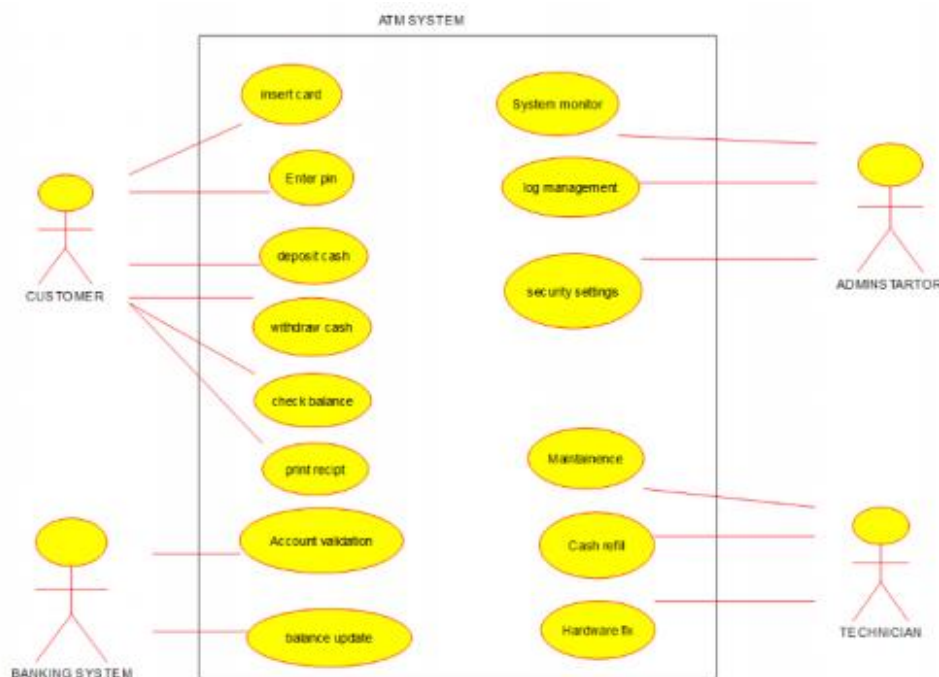 ATM SYSTEM
insert card
System monitor
Enter pin
log management
deposit cash
security settings
CUSTOMER
ADMINSTARTOR
withdraw cash
check balance
print recipt
Maintainence
Account validation
Cash refill
balance update
Hardware fix
TECHNICIAN
BANKING SYSTEM